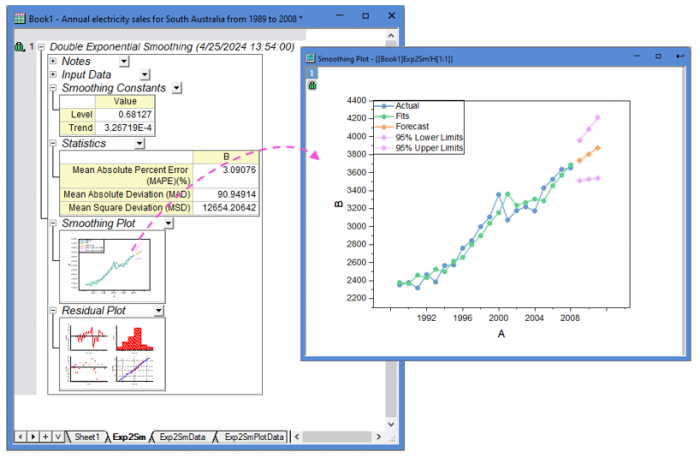 Book1 - Annual electricity sales for South Australia from 1989 to 2008 *
1
Double Exponential Smoothing (4/25/2024 13:54:00)
Notes
Input Data
Smoothing Constants
Value
Level 0.68127
Trend 3.26719E-4
Statistics
B
Mean Absolute Percent Error (MAPE)(%) 3.09076
Mean Absolute Deviation (MAD) 90.94914
Mean Square Deviation (MSD) 12654.20642
Smoothing Plot
Residual Plot
Sheet1 Exp2Sm Exp2SmData Exp2SmPlotData
Smoothing Plot - [[Book1]Exp2Sm!H[1:1]]
1
Actual
Fits
Forecast
95% Lower Limits
95% Upper Limits
4400
4200
4000
3800
3600
3400
3200
3000
2800
2600
2400
2200
B
1992 1996 2000 2004 2008
A